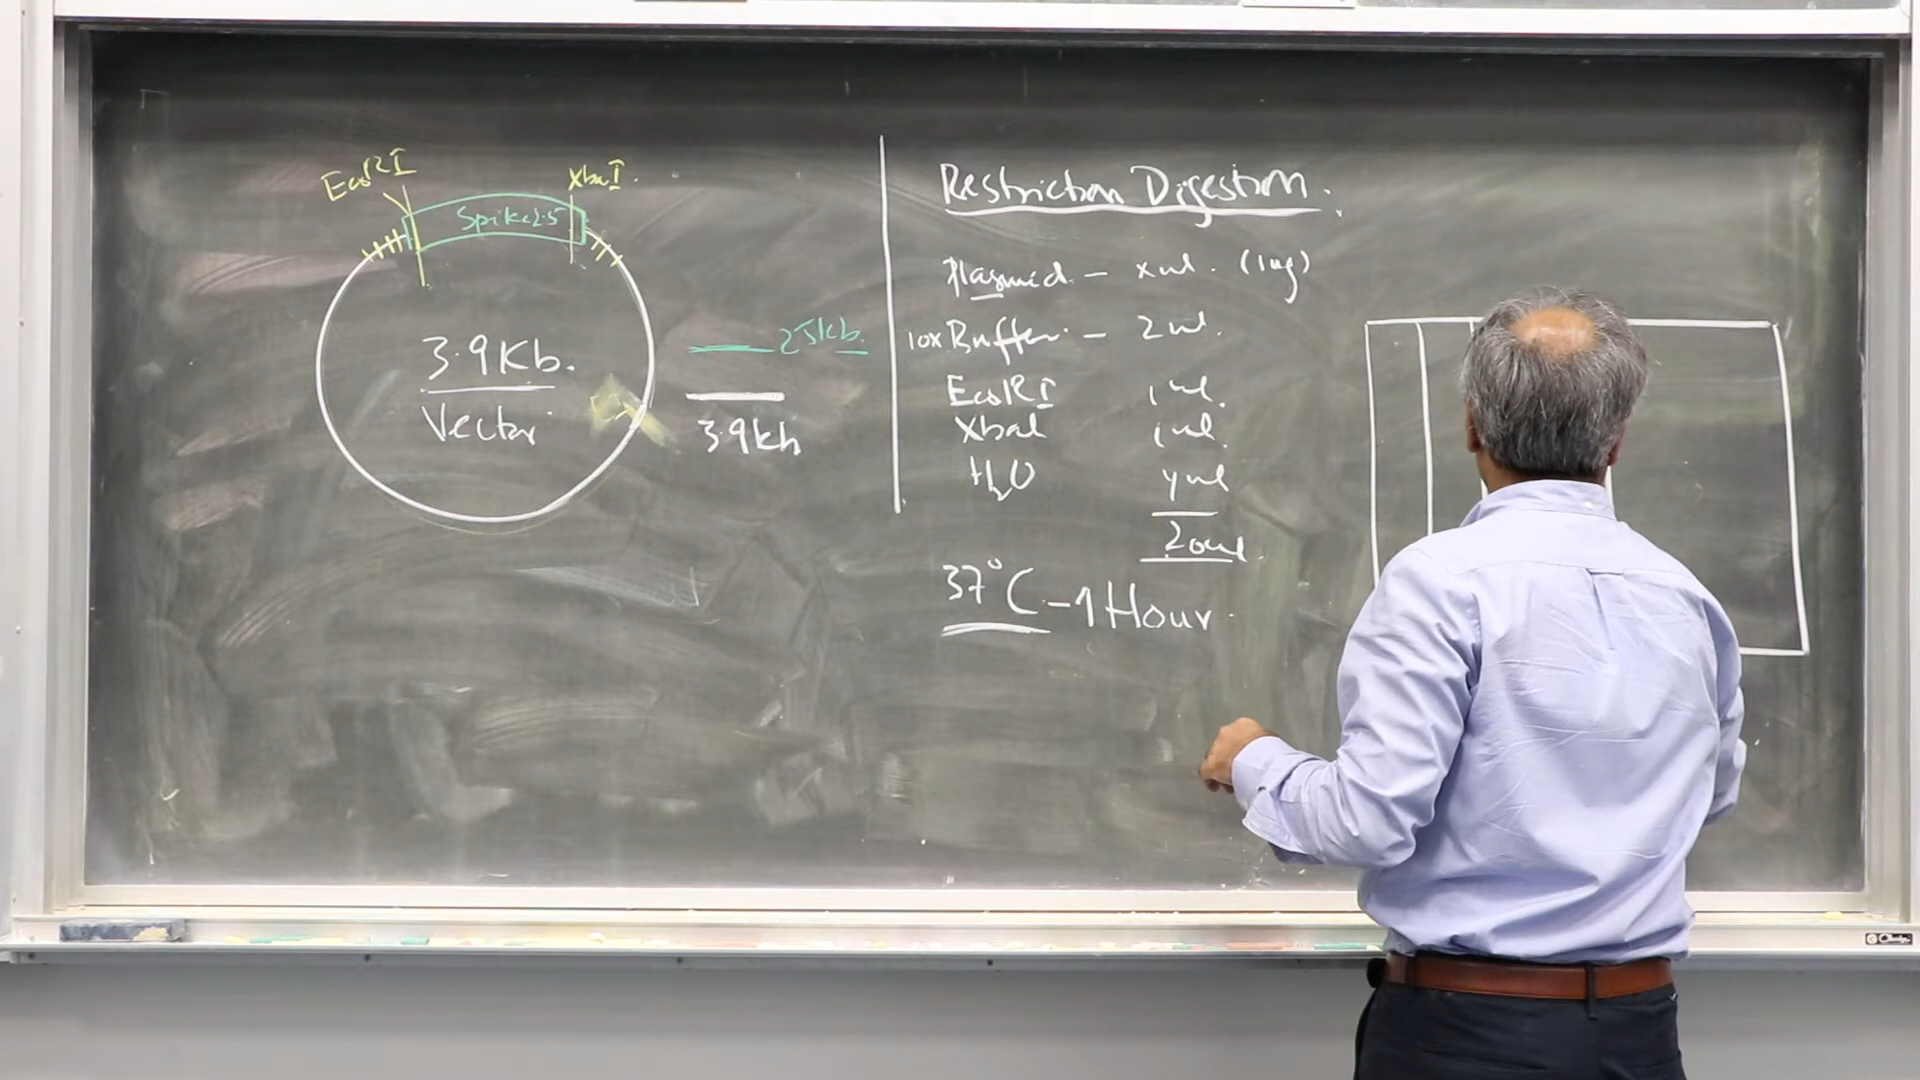 EcoRI
XbaI.
Spike2.5
3.9Kb.
Vector
2.5kb.
3.9kb
Restriction Digestion.
Plasmid - xul. (1ug)
10x Buffer - 2ul.
EcoRI 1ul.
XbaI 1ul.
H2O yul
20ul.
37°C - 1 Hour.